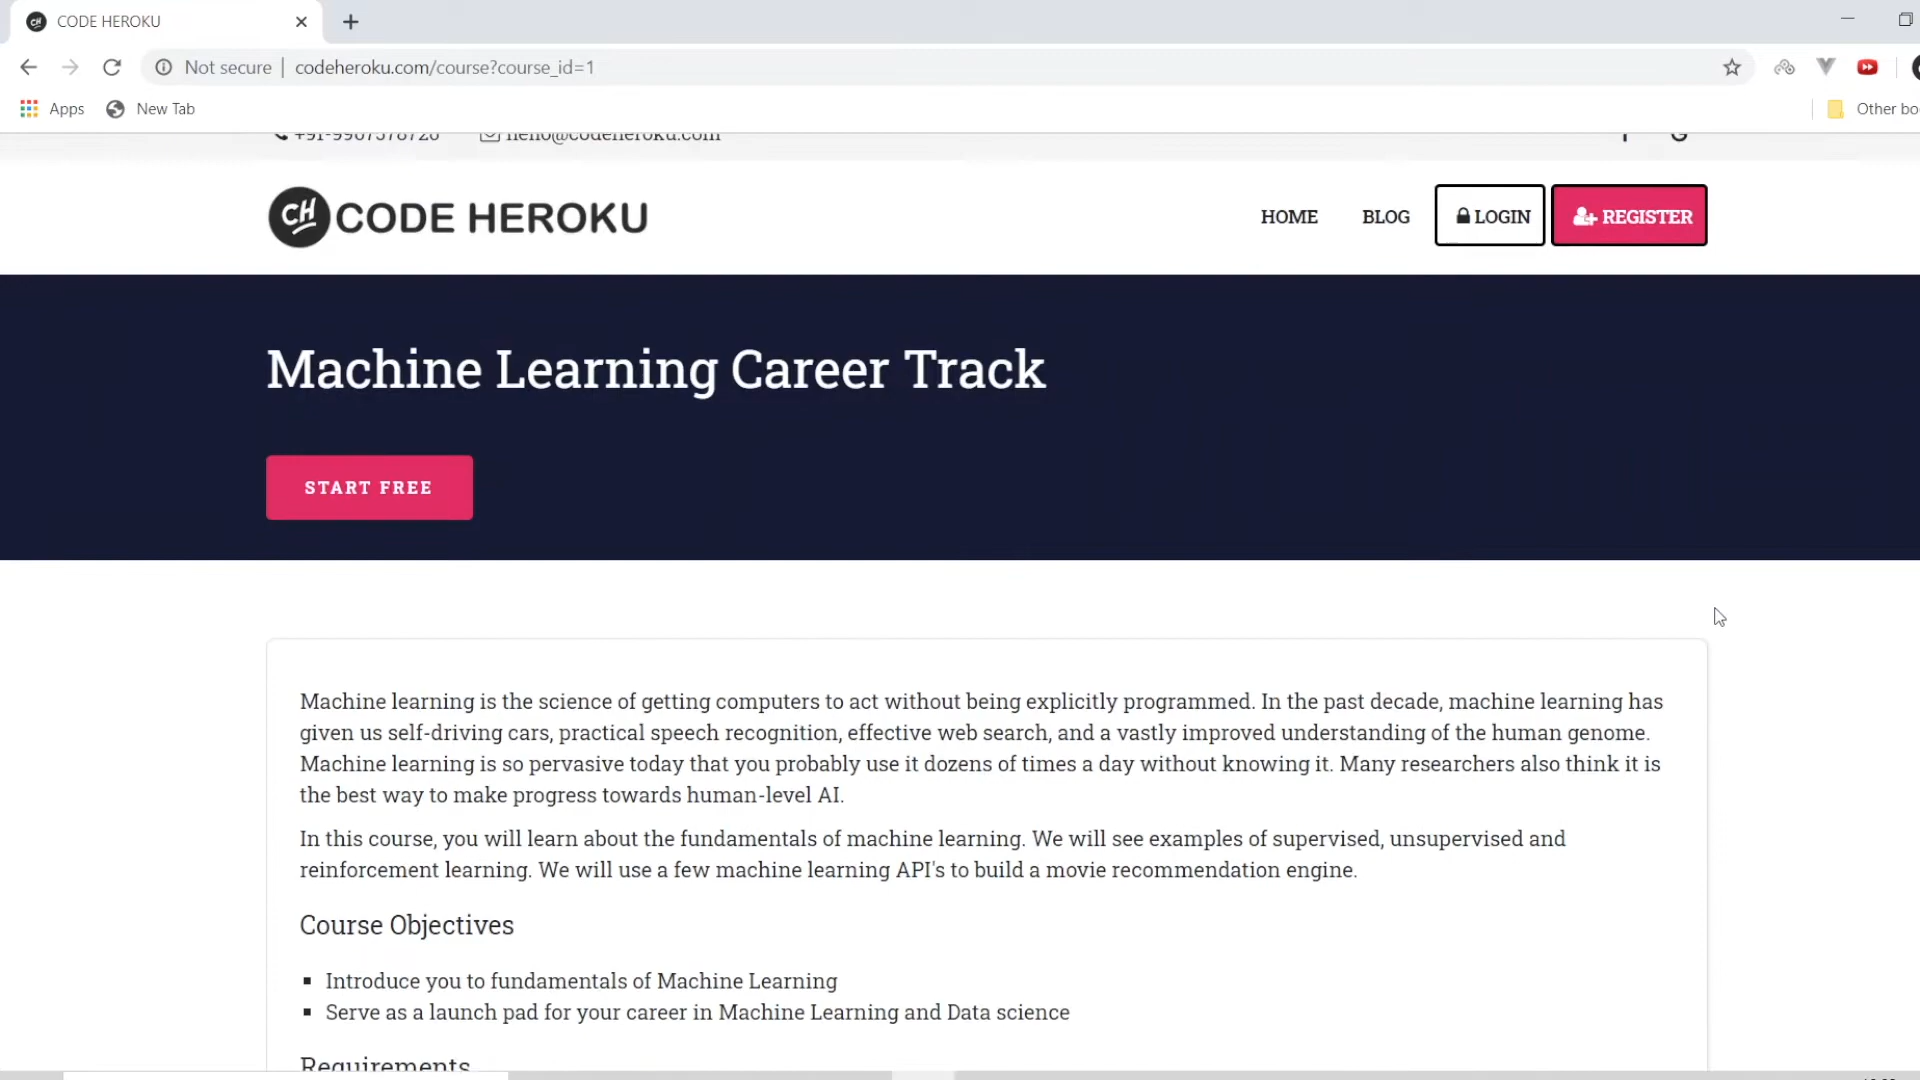 CODE HEROKU
Not secure | codeheroku.com/course?course_id=1
Apps New Tab
Other bo
hello@codeheroku.com
CH CODE HEROKU
HOME BLOG LOGIN REGISTER
Machine Learning Career Track
START FREE
Machine learning is the science of getting computers to act without being explicitly programmed. In the past decade, machine learning has
given us self-driving cars, practical speech recognition, effective web search, and a vastly improved understanding of the human genome.
Machine learning is so pervasive today that you probably use it dozens of times a day without knowing it. Many researchers also think it is
the best way to make progress towards human-level AI.
In this course, you will learn about the fundamentals of machine learning. We will see examples of supervised, unsupervised and
reinforcement learning. We will use a few machine learning API's to build a movie recommendation engine.
Course Objectives
▪ Introduce you to fundamentals of Machine Learning
▪ Serve as a launch pad for your career in Machine Learning and Data science
Requirements